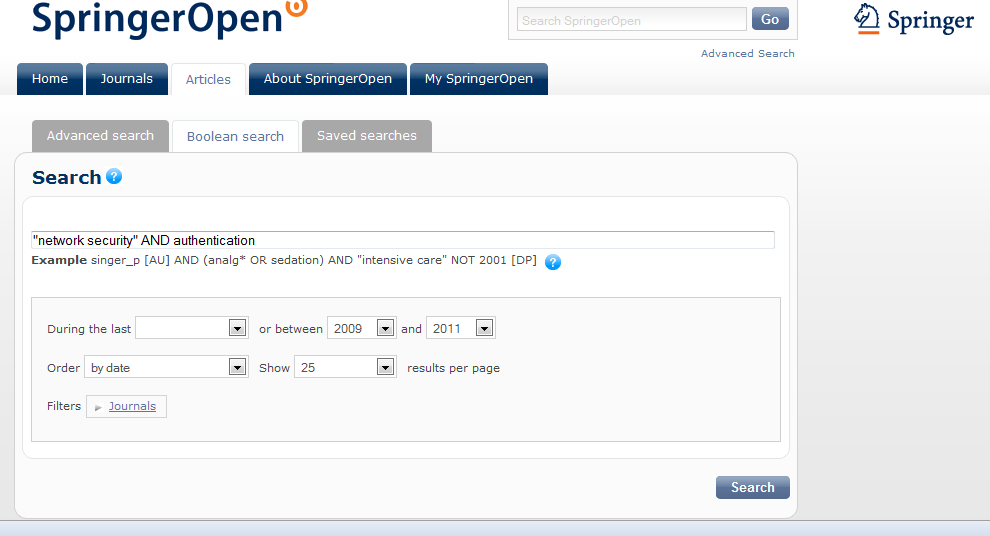 SpringerOpen
Search SpringerOpen
Go
Springer
Advanced Search
Home
Journals
Articles
About SpringerOpen
My SpringerOpen
Advanced search
Boolean search
Saved searches
Search ?
"network security" AND authentication
Example singer_p [AU] AND (analg* OR sedation) AND "intensive care" NOT 2001 [DP] ?
During the last or between 2009 and 2011
Order by date Show 25 results per page
Filters Journals
Search